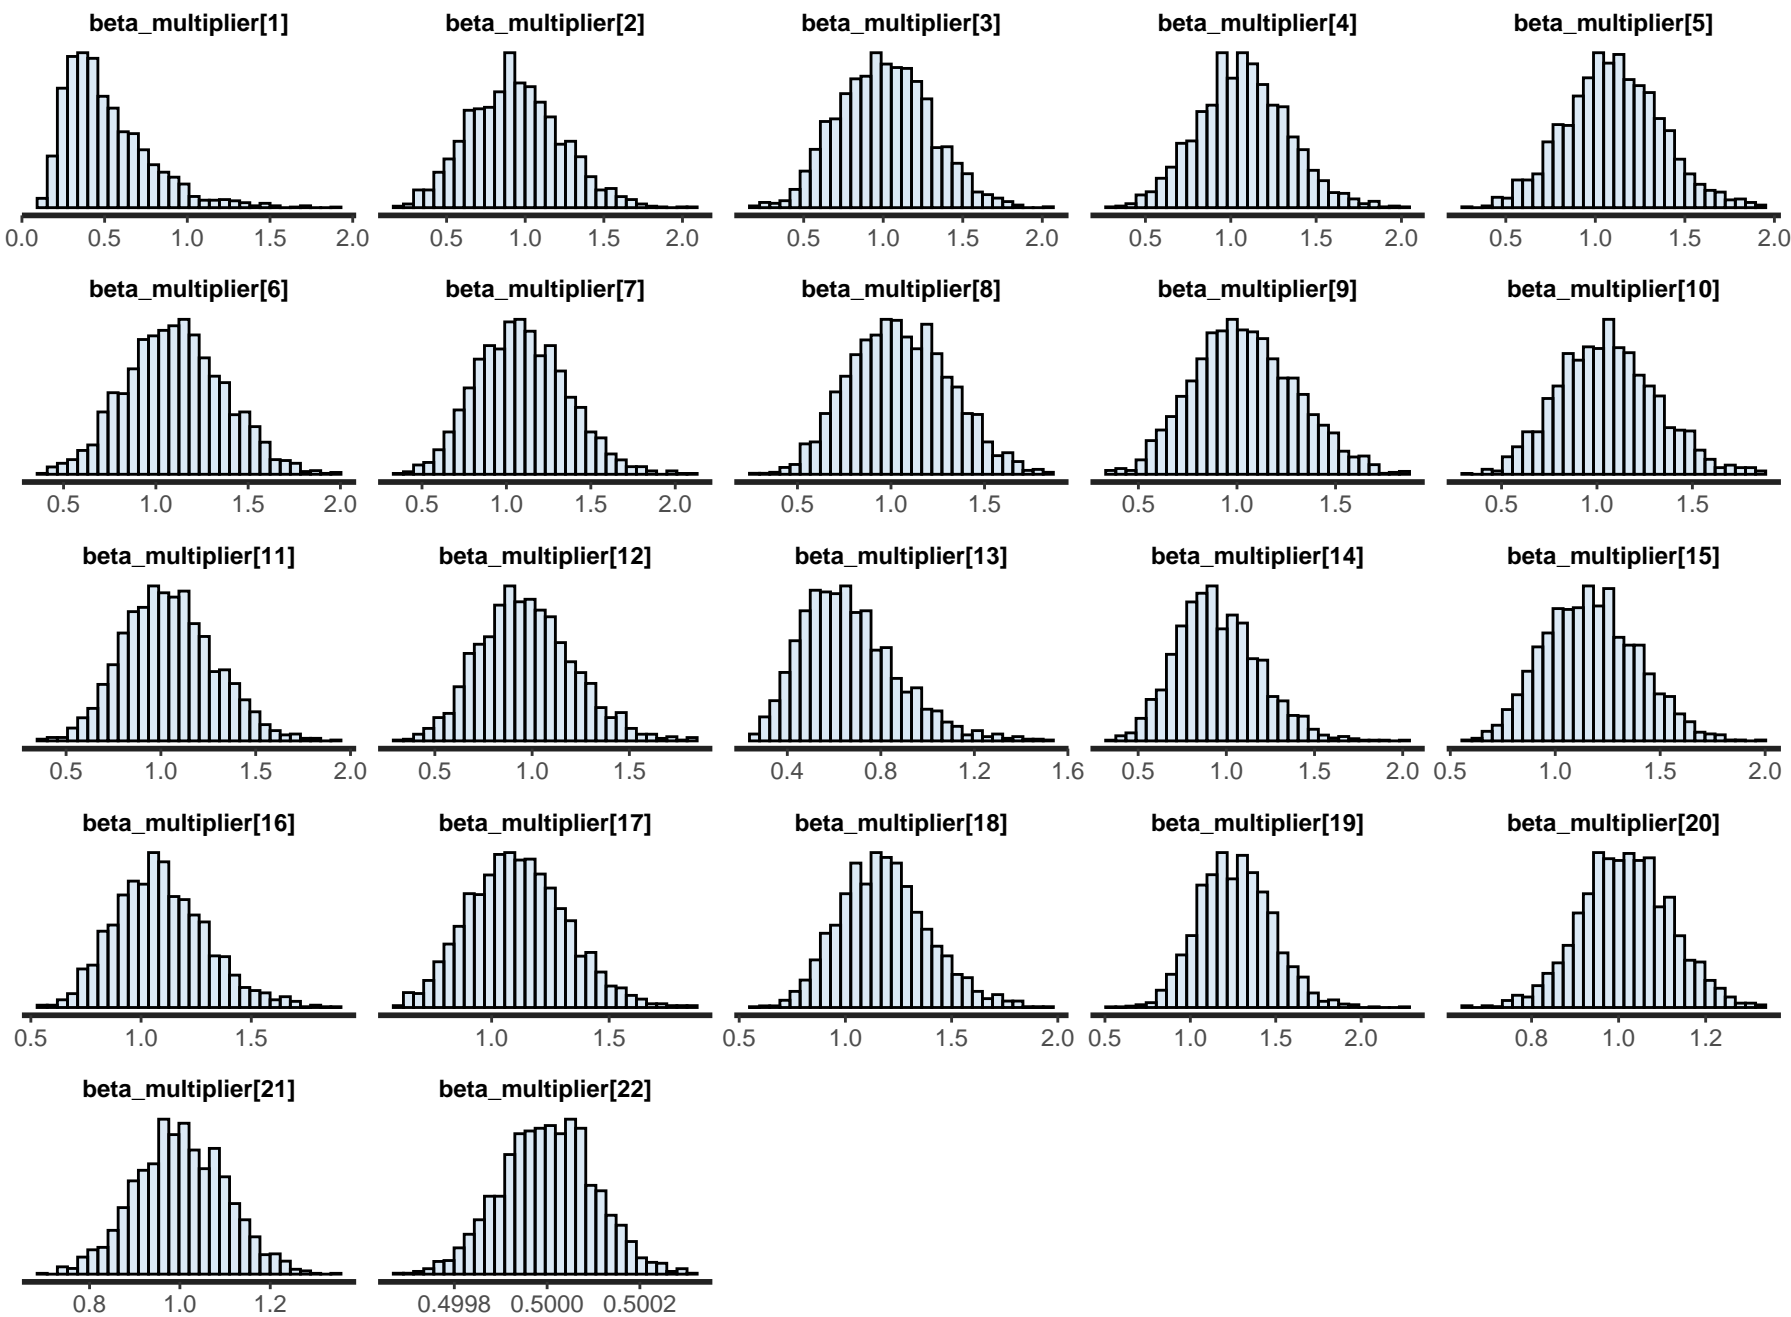 beta_multiplier[1] beta_multiplier[2] beta_multiplier[3] beta_multiplier[4] beta_multiplier[5]
0.0 0.5 1.0 1.5 2.0 0.5 1.0 1.5 2.0 0.5 1.0 1.5 2.0 0.5 1.0 1.5 2.0 0.5 1.0 1.5 2.0
beta_multiplier[6] beta_multiplier[7] beta_multiplier[8] beta_multiplier[9] beta_multiplier[10]
0.5 1.0 1.5 2.0 0.5 1.0 1.5 2.0 0.5 1.0 1.5 0.5 1.0 1.5 0.5 1.0 1.5
beta_multiplier[11] beta_multiplier[12] beta_multiplier[13] beta_multiplier[14] beta_multiplier[15]
0.5 1.0 1.5 2.0 0.5 1.0 1.5 0.4 0.8 1.2 1.6 0.5 1.0 1.5 2.0 0.5 1.0 1.5 2.0
beta_multiplier[16] beta_multiplier[17] beta_multiplier[18] beta_multiplier[19] beta_multiplier[20]
0.5 1.0 1.5 1.0 1.5 0.5 1.0 1.5 2.0 0.5 1.0 1.5 2.0 0.8 1.0 1.2
beta_multiplier[21] beta_multiplier[22]
0.8 1.0 1.2 0.4998 0.5000 0.5002